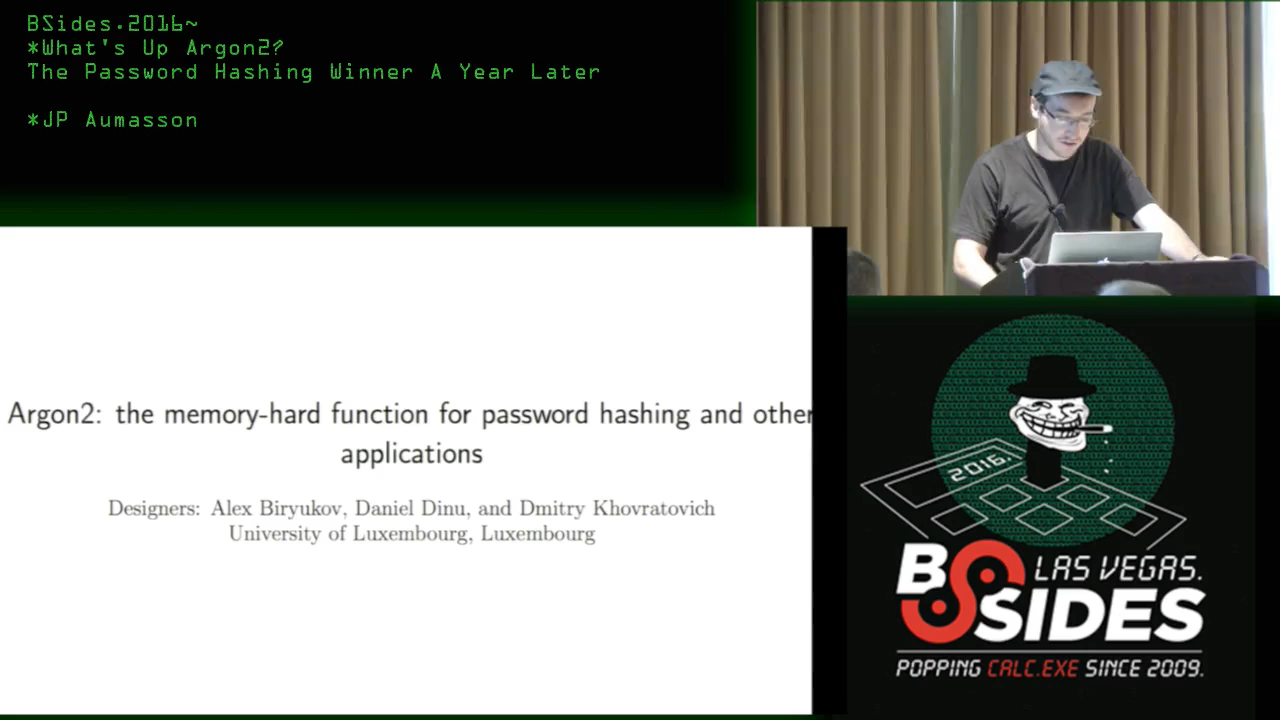 BSides.2016~
*What's Up Argon2?
The Password Hashing Winner A Year Later
*JP Aumasson
Argon2: the memory-hard function for password hashing and other
applications
Designers: Alex Biryukov, Daniel Dinu, and Dmitry Khovratovich
University of Luxembourg, Luxembourg
2016.
BSIDES
LAS VEGAS.
POPPING CALC.EXE SINCE 2009.